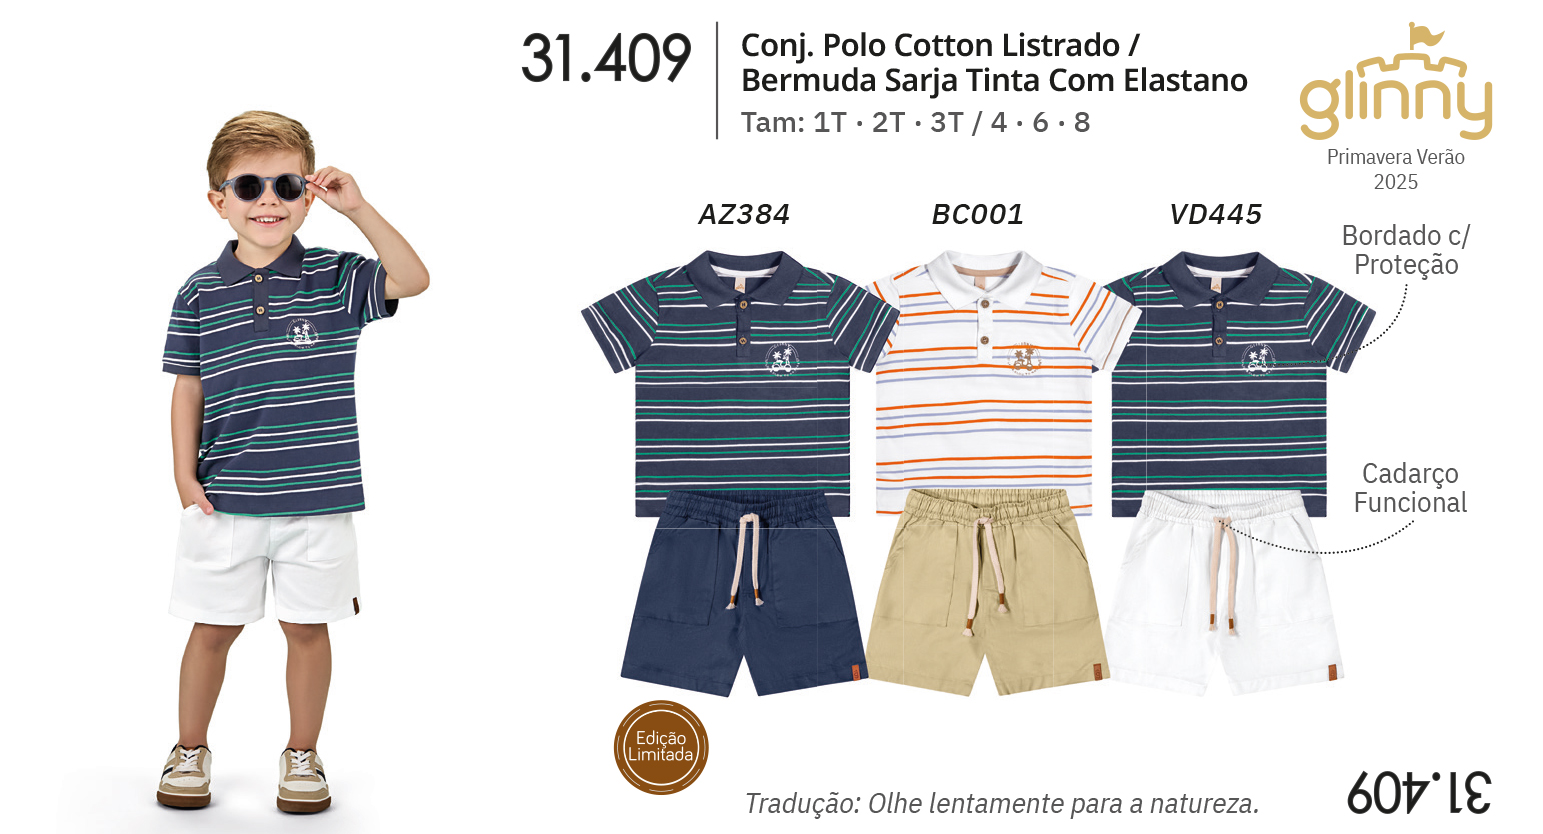 31.409
Conj. Polo Cotton Listrado /
Bermuda Sarja Tinta Com Elastano
Tam: 1T · 2T · 3T / 4 · 6 · 8
glinny
Primavera Verão
2025
AZ384
BC001
VD445
Bordado c/
Proteção
Cadarço
Funcional
Edição
Limitada
Tradução: Olhe lentamente para a natureza.
31.409